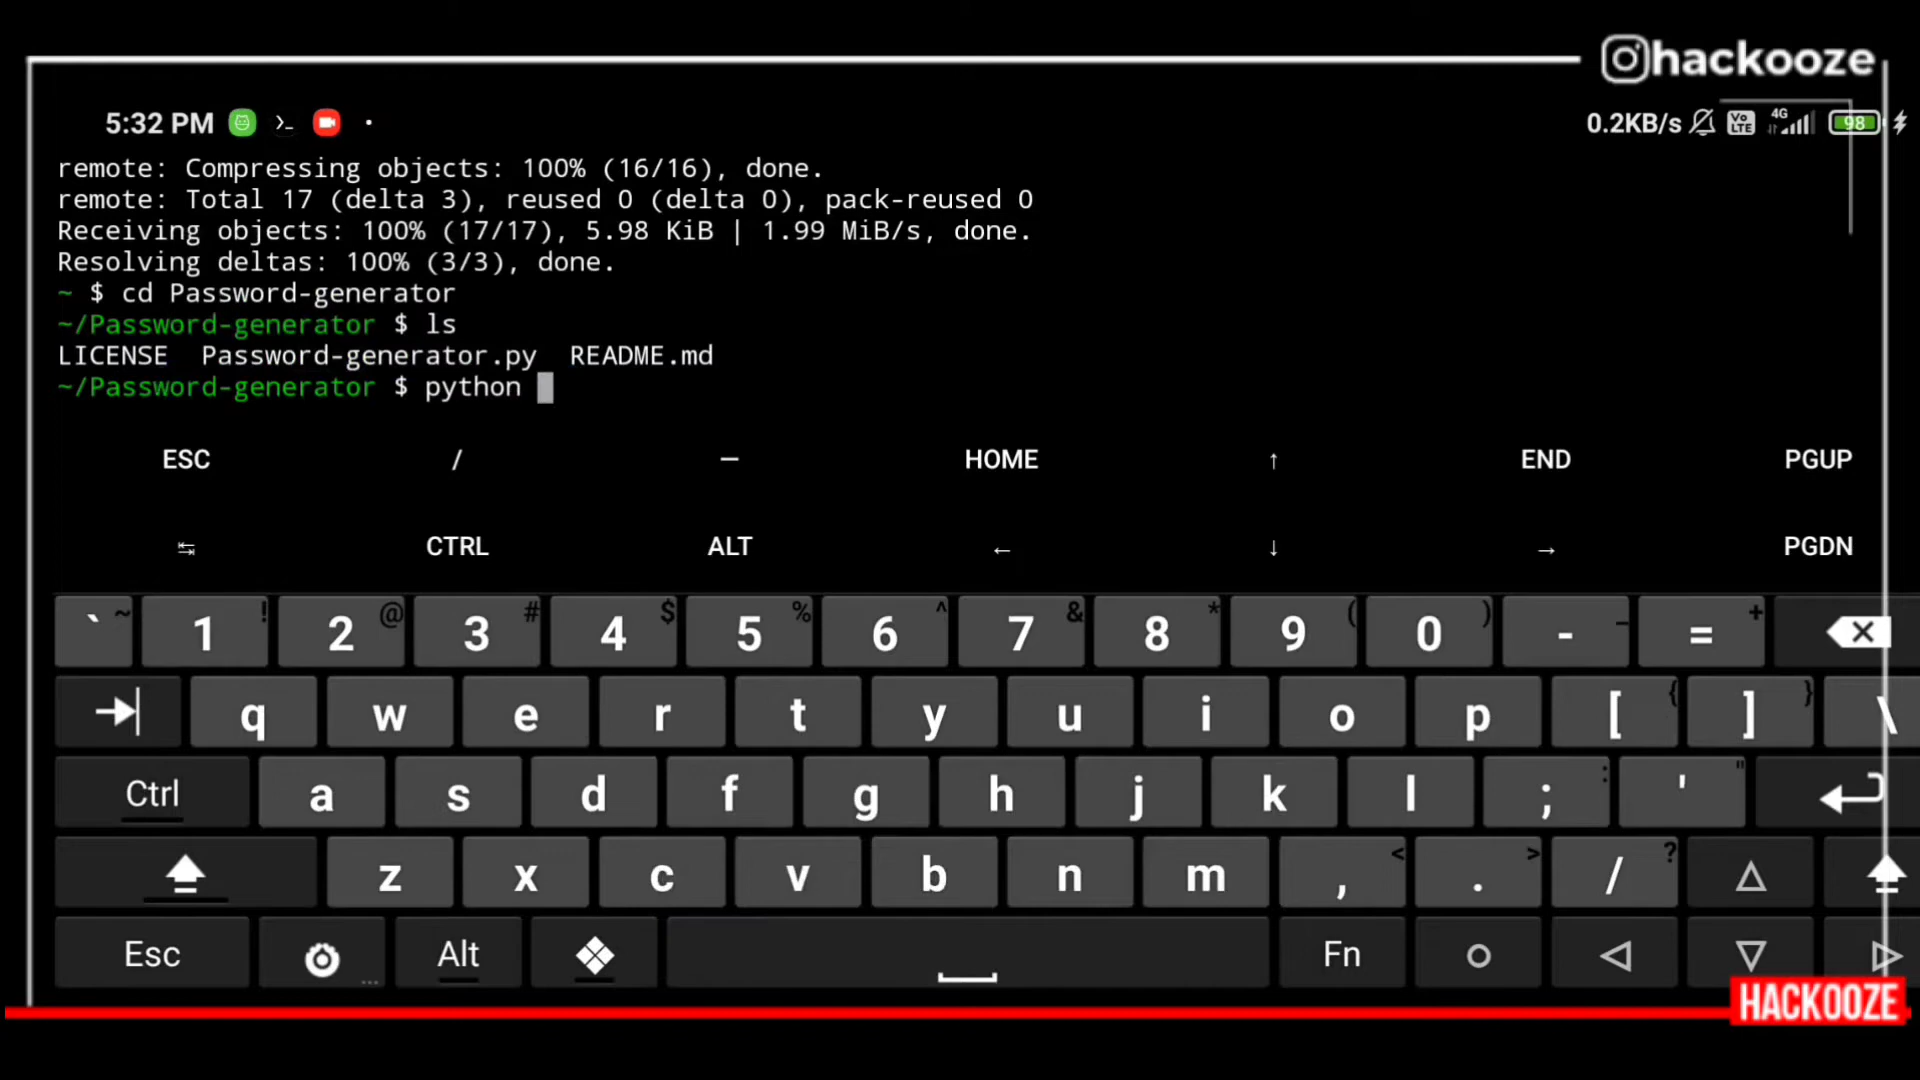 hackooze
5:32 PM
0.2KB/s Vo LTE 4G 98
remote: Compressing objects: 100% (16/16), done.
remote: Total 17 (delta 3), reused 0 (delta 0), pack-reused 0
Receiving objects: 100% (17/17), 5.98 KiB | 1.99 MiB/s, done.
Resolving deltas: 100% (3/3), done.
~ $ cd Password-generator
~/Password-generator $ ls
LICENSE Password-generator.py README.md
~/Password-generator $ python
ESC / — HOME ↑ END PGUP
↹ CTRL ALT ← ↓ → PGDN
` ~ 1 ! 2 @ 3 # 4 $ 5 % 6 ^ 7 & 8 * 9 ( 0 ) - _ = +
q w e r t y u i o p [ { ] } \
Ctrl a s d f g h j k l ; : ' "
z x c v b n m , < . > / ?
Esc ... Alt Fn
HACKOOZE